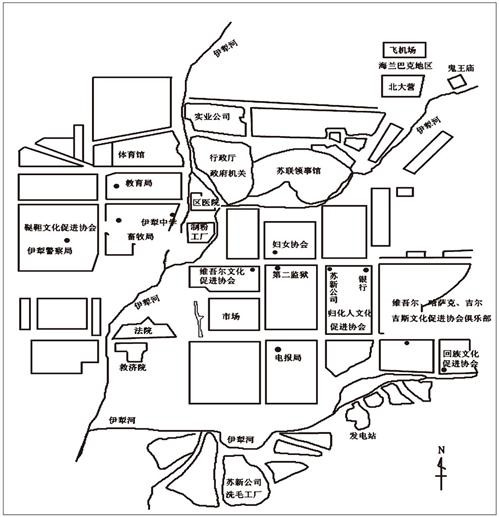 伊犁河
飞机场
海兰巴克地区
鬼王庙
北大营
伊犁河
实业公司
体育馆
行政厅
政府机关
苏联领事馆
教育局
区医院
鞑靼文化促进协会
伊犁警察局
伊犁中学
畜牧局
制粉
工厂
妇女协会
维吾尔文化
促进协会
第二监狱
苏新公司
银行
伊犁河
市场
归化人文化
促进协会
维吾尔、哈萨克、吉尔
吉斯文化促进协会俱乐部
法院
救济院
电报局
回族文化
促进协会
伊犁河
伊犁河
发电站
苏新公司
洗毛工厂
N